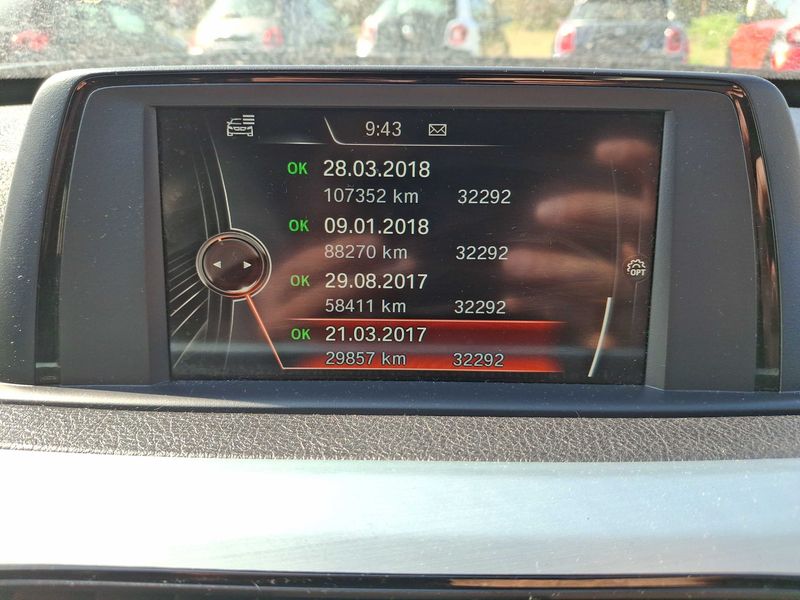 9:43
OK 28.03.2018
107352 km 32292
OK 09.01.2018
88270 km 32292
OK 29.08.2017
58411 km 32292
OPT
OK 21.03.2017
29857 km 32292